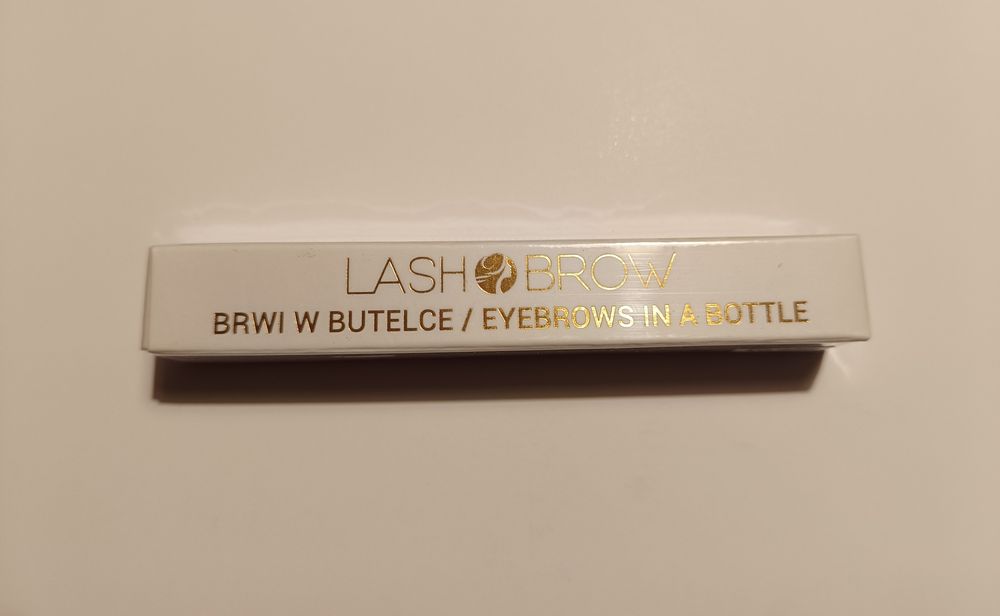 LASH BROW
BRWI W BUTELCE / EYEBROWS IN A BOTTLE